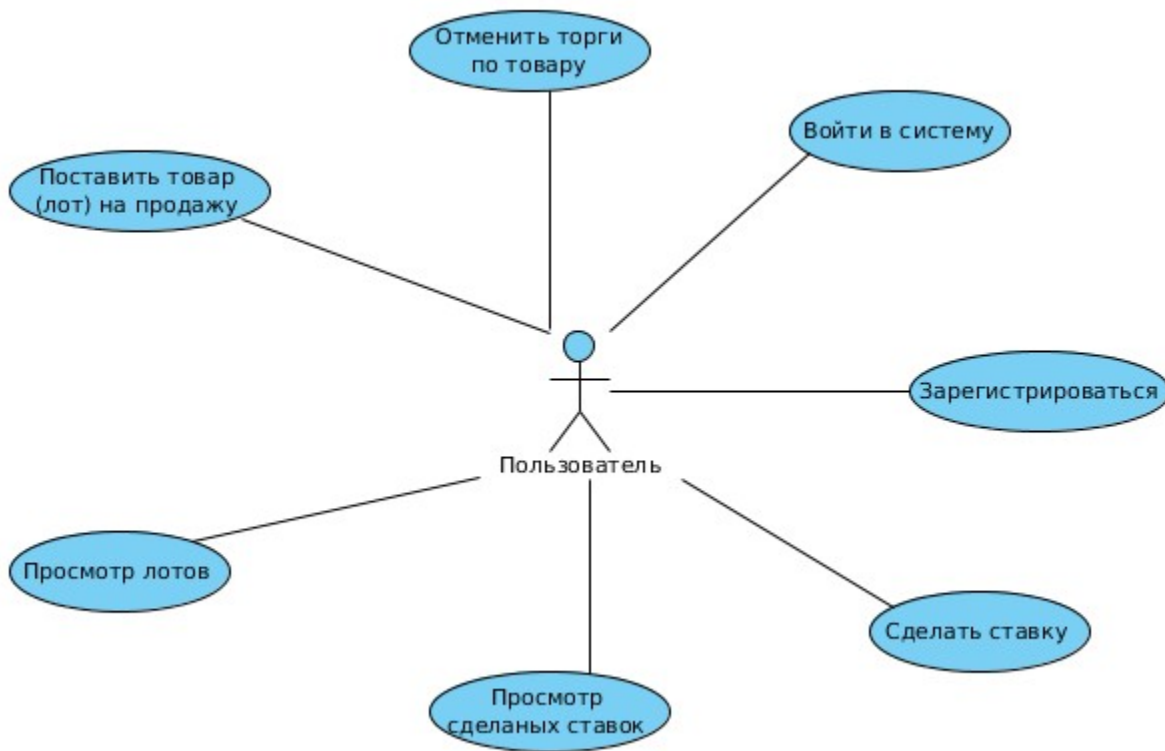 Отменить торги
по товару
Войти в систему
Поставить товар
(лот) на продажу
Зарегистрироваться
Пользователь
Просмотр лотов
Сделать ставку
Просмотр
сделаных ставок